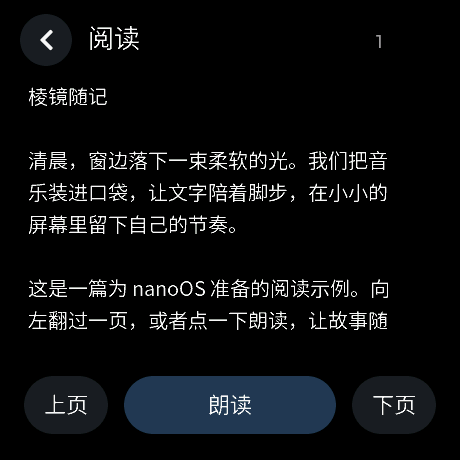 阅读
1
棱镜随记
清晨，窗边落下一束柔软的光。我们把音
乐装进口袋，让文字陪着脚步，在小小的
屏幕里留下自己的节奏。
这是一篇为 nanoOS 准备的阅读示例。向
左翻过一页，或者点一下朗读，让故事随
上页
朗读
下页